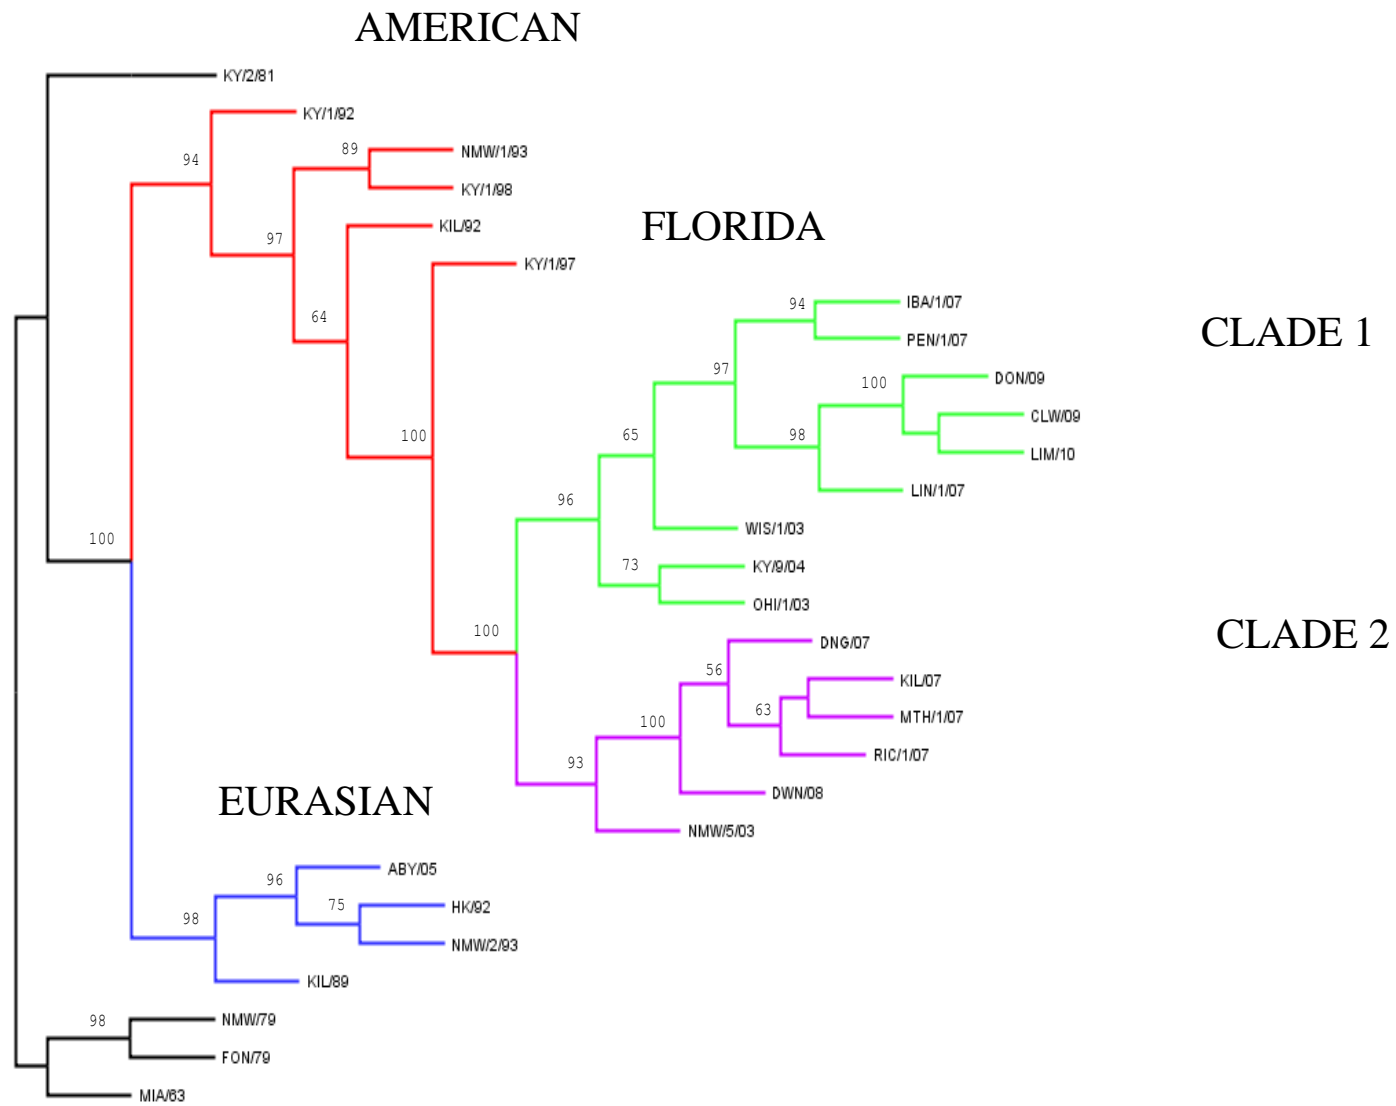 AMERICAN
KY/2/81
KY/1/92
89
NMW/1/93
94
KY/1/98
KIL/92
FLORIDA
97
KY/1/97
94
IBA/1/07
64
PEN/1/07
CLADE 1
97
100
DON/09
CLW/09
100
65
98
LIM/10
LIN/1/07
96
WIS/1/03
100
73
KY/9/04
OHI/1/03
100
DNG/07
CLADE 2
56
KIL/07
100
63
MTH/1/07
93
RIC/1/07
DWN/08
EURASIAN
NMW/5/03
96
ABY/05
98
75
HK/92
NMW/2/93
KIL/89
98
NMW/79
FON/79
MIA/63